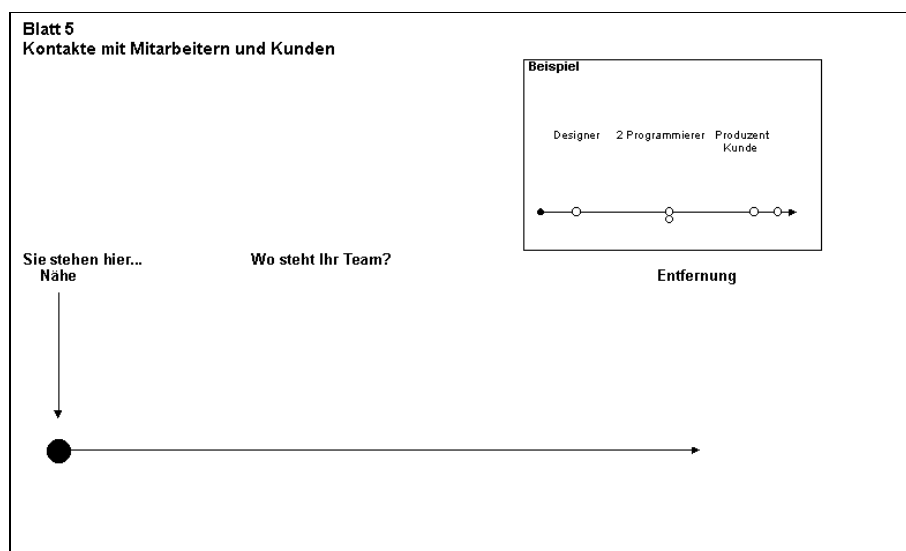 Blatt 5
Kontakte mit Mitarbeitern und Kunden
Beispiel
Designer 2 Programmierer Produzent
Kunde
Sie stehen hier... Wo steht Ihr Team?
Nähe Entfernung